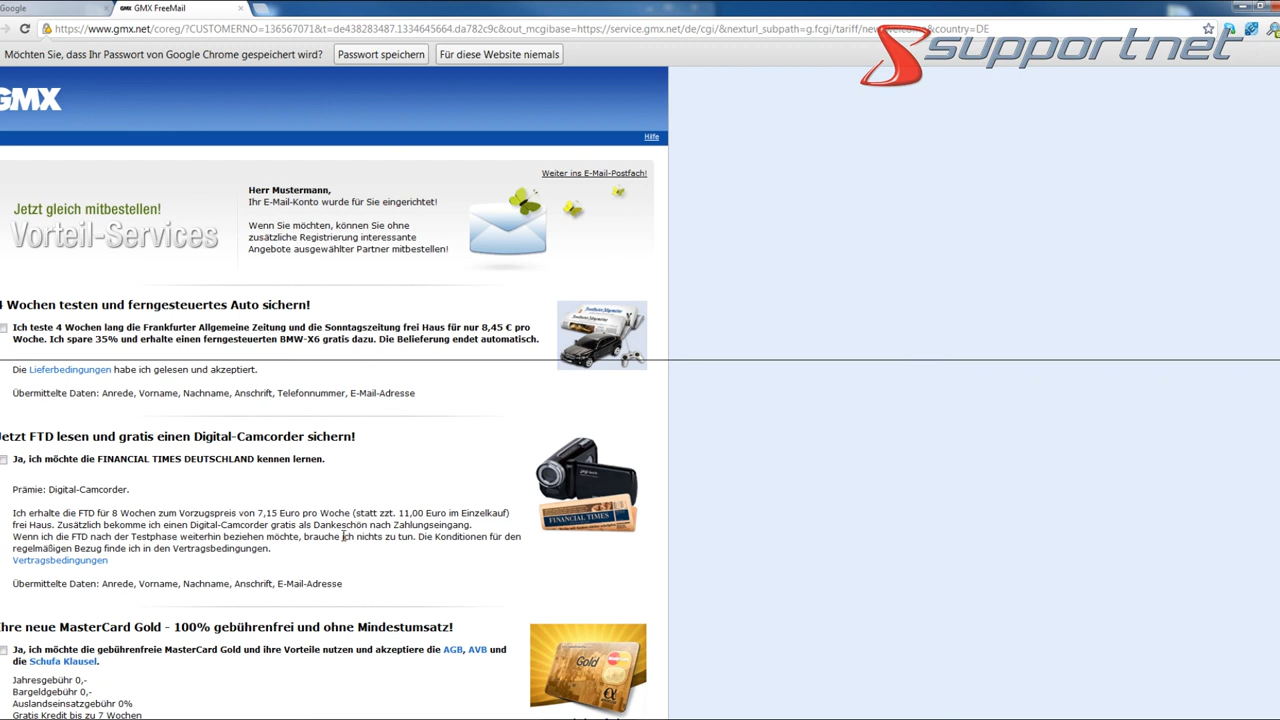 Google
GMX GMX FreeMail
https://www.gmx.net/coreg/?CUSTOMERNO=136567071&t=de438283487.1334645664.da782c9c&out_mcgibase=https://service.gmx.net/de/cgi/&nexturl_subpath=g.fcgi/tariff/new &country=DE
supportnet
Möchten Sie, dass Ihr Passwort von Google Chrome gespeichert wird? Passwort speichern Für diese Website niemals
GMX
Hilfe
Weiter ins E-Mail-Postfach!
Jetzt gleich mitbestellen!
Vorteil-Services
Herr Mustermann,
Ihr E-Mail-Konto wurde für Sie eingerichtet!
Wenn Sie möchten, können Sie ohne
zusätzliche Registrierung interessante
Angebote ausgewählter Partner mitbestellen!
4 Wochen testen und ferngesteuertes Auto sichern!
Ich teste 4 Wochen lang die Frankfurter Allgemeine Zeitung und die Sonntagszeitung frei Haus für nur 8,45 € pro
Woche. Ich spare 35% und erhalte einen ferngesteuerten BMW-X6 gratis dazu. Die Belieferung endet automatisch.
Die Lieferbedingungen habe ich gelesen und akzeptiert.
Übermittelte Daten: Anrede, Vorname, Nachname, Anschrift, Telefonnummer, E-Mail-Adresse
Jetzt FTD lesen und gratis einen Digital-Camcorder sichern!
Ja, ich möchte die FINANCIAL TIMES DEUTSCHLAND kennen lernen.
Prämie: Digital-Camcorder.
Ich erhalte die FTD für 8 Wochen zum Vorzugspreis von 7,15 Euro pro Woche (statt zzt. 11,00 Euro im Einzelkauf)
frei Haus. Zusätzlich bekomme ich einen Digital-Camcorder gratis als Dankeschön nach Zahlungseingang.
Wenn ich die FTD nach der Testphase weiterhin beziehen möchte, brauche ich nichts zu tun. Die Konditionen für den
regelmäßigen Bezug finde ich in den Vertragsbedingungen.
Vertragsbedingungen
FINANCIAL TIMES
Übermittelte Daten: Anrede, Vorname, Nachname, Anschrift, E-Mail-Adresse
Ihre neue MasterCard Gold - 100% gebührenfrei und ohne Mindestumsatz!
Ja, ich möchte die gebührenfreie MasterCard Gold und ihre Vorteile nutzen und akzeptiere die AGB, AVB und
die Schufa Klausel.
Gold
Jahresgebühr 0,-
Bargeldgebühr 0,-
Auslandseinsatzgebühr 0%
Gratis Kredit bis zu 7 Wochen